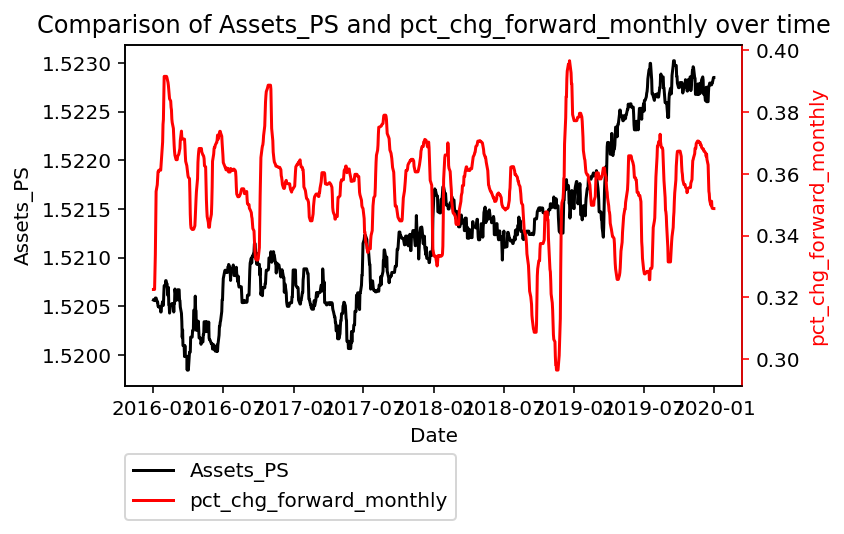 Comparison of Assets_PS and pct_chg_forward_monthly over time
1.5230
1.5225
1.5220
1.5215
1.5210
1.5205
1.5200
Assets_PS
0.40
0.38
0.36
0.34
0.32
0.30
pct_chg_forward_monthly
2016-01 2016-07 2017-01 2017-07 2018-01 2018-07 2019-01 2019-07 2020-01
Date
Assets_PS
pct_chg_forward_monthly